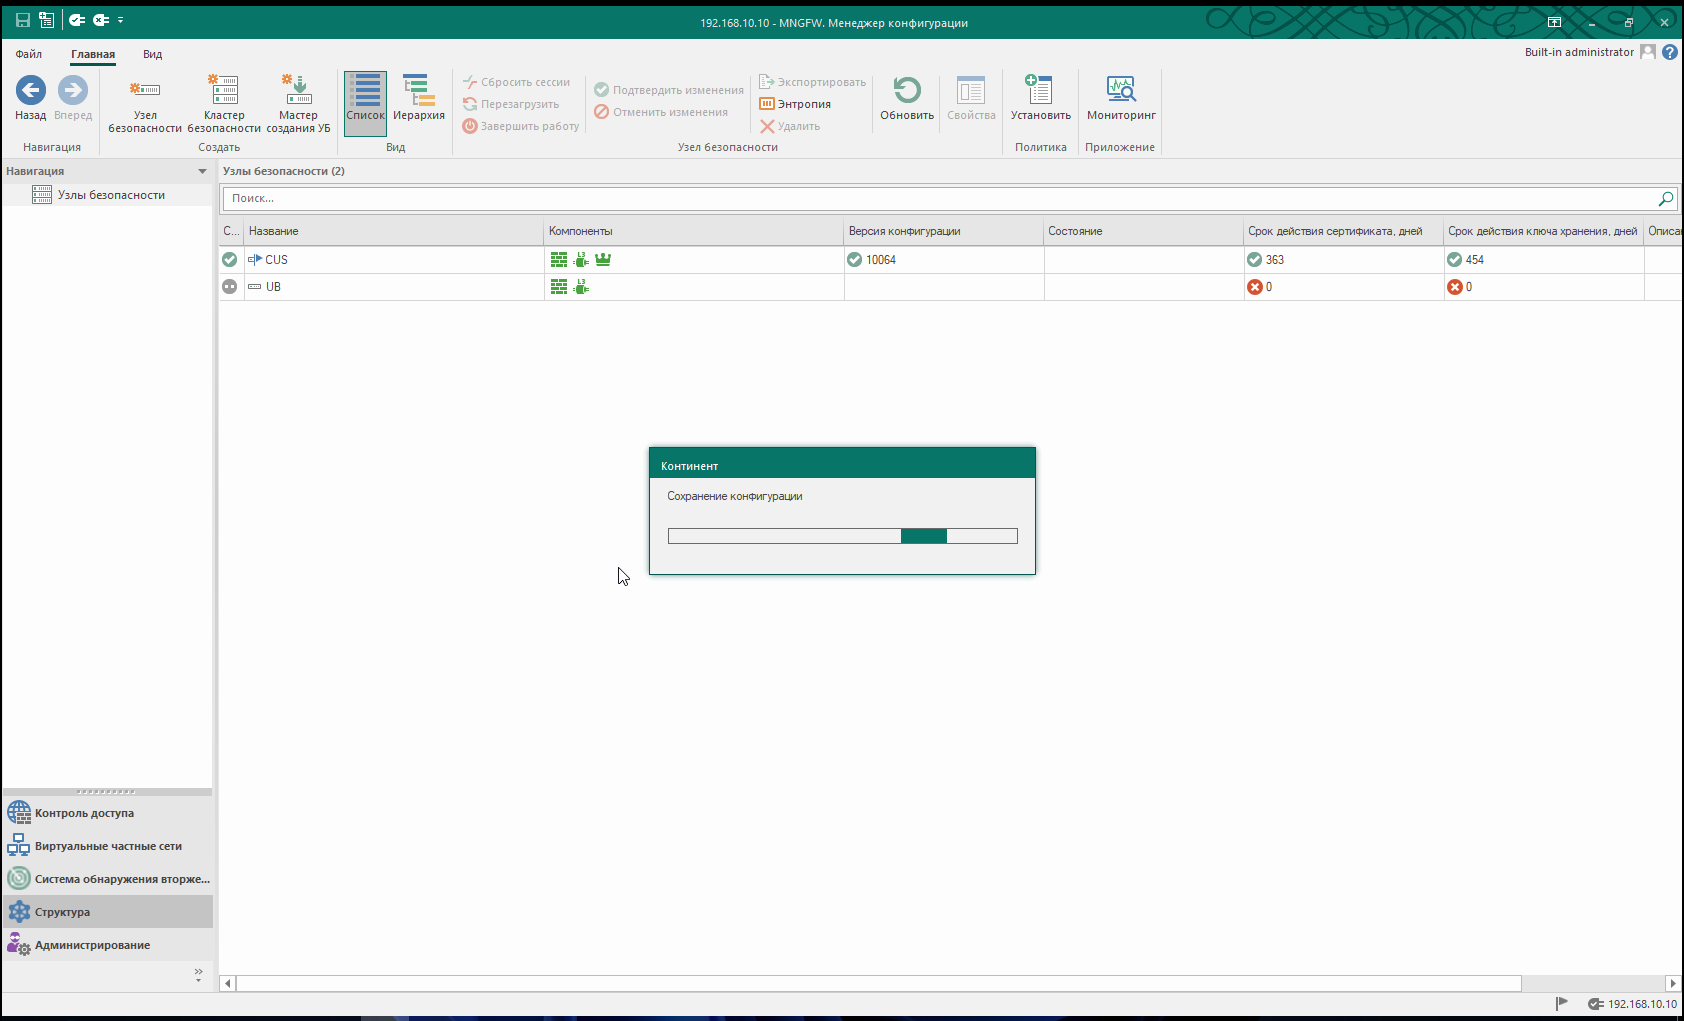 192.168.10.10 - MNGFW. Менеджер конфигурации
Файл Главная Вид
Built-in administrator
Назад Вперед
Навигация
Узел безопасности
Кластер безопасности
Мастер создания УБ
Создать
Список Иерархия
Вид
Сбросить сессии
Перезагрузить
Завершить работу
Подтвердить изменения
Отменить изменения
Экспортировать
Энтропия
Удалить
Обновить
Свойства
Узел безопасности
Установить
Политика
Мониторинг
Приложение
Навигация
Узлы безопасности
Узлы безопасности (2)
Поиск...
С... Название Компоненты Версия конфигурации Состояние Срок действия сертификата, дней Срок действия ключа хранения, дней Описа
CUS L3 10064 363 454
UB L3 0 0
Континент
Сохранение конфигурации
Контроль доступа
Виртуальные частные сети
Система обнаружения вторже...
Структура
Администрирование
192.168.10.10